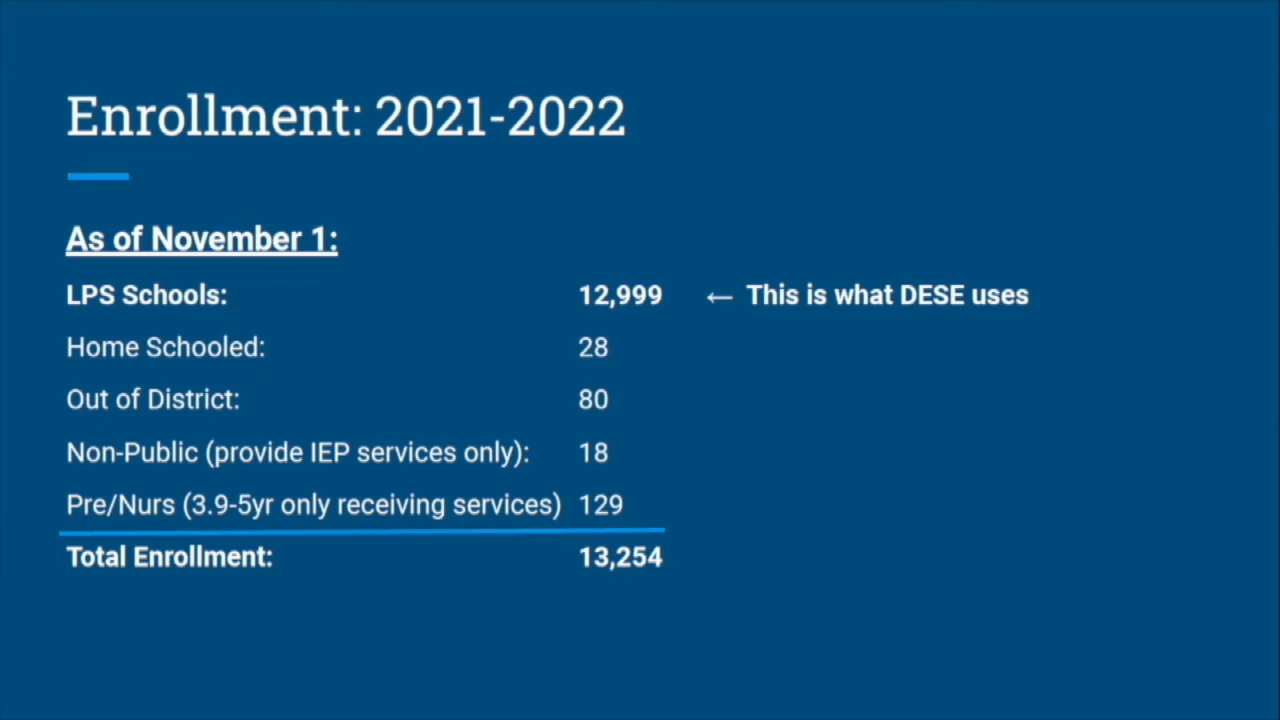 Enrollment: 2021-2022
As of November 1:
LPS Schools: 12,999 ← This is what DESE uses
Home Schooled: 28
Out of District: 80
Non-Public (provide IEP services only): 18
Pre/Nurs (3.9-5yr only receiving services) 129
Total Enrollment: 13,254